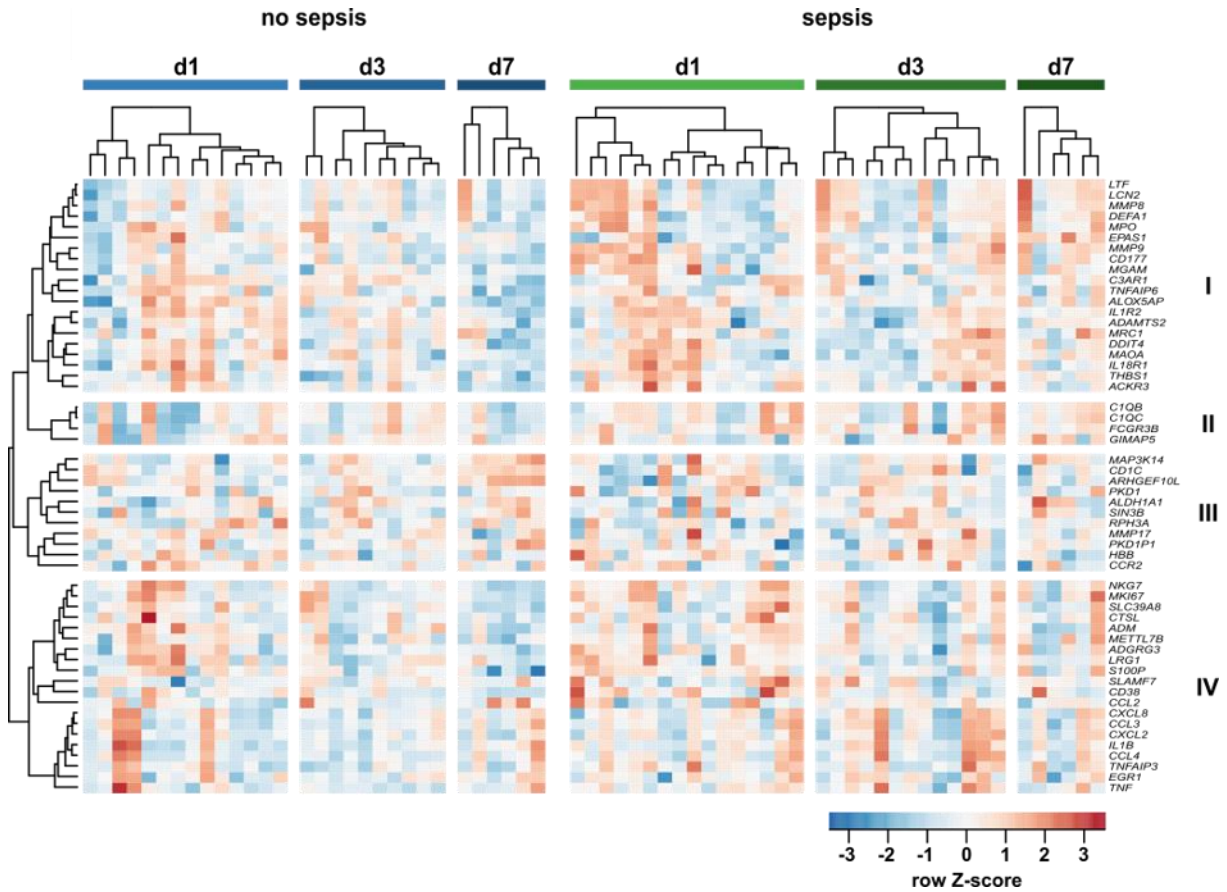 no sepsis sepsis
d1 d3 d7 d1 d3 d7
LTF
LCN2
MMP8
DEFA1
MPO
EPAS1
MMP9
CD177
MGAM
C3AR1
TNFAIP6
ALOX5AP
IL1R2
ADAMTS2
MRC1
DDIT4
MAOA
IL18R1
THBS1
ACKR3
I
C1QB
C1QC
FCGR3B
GIMAP5
II
MAP3K14
CD1C
ARHGEF10L
PKD1
ALDH1A1
SIN3B
RPH3A
MMP17
PKD1P1
HBB
CCR2
III
NKG7
MKI67
SLC39A8
CTSL
ADM
METTL7B
ADGRG3
LRG1
S100P
SLAMF7
CD38
CCL2
CXCL8
CCL3
CXCL2
IL1B
CCL4
TNFAIP3
EGR1
TNF
IV
-3 -2 -1 0 1 2 3
row Z-score